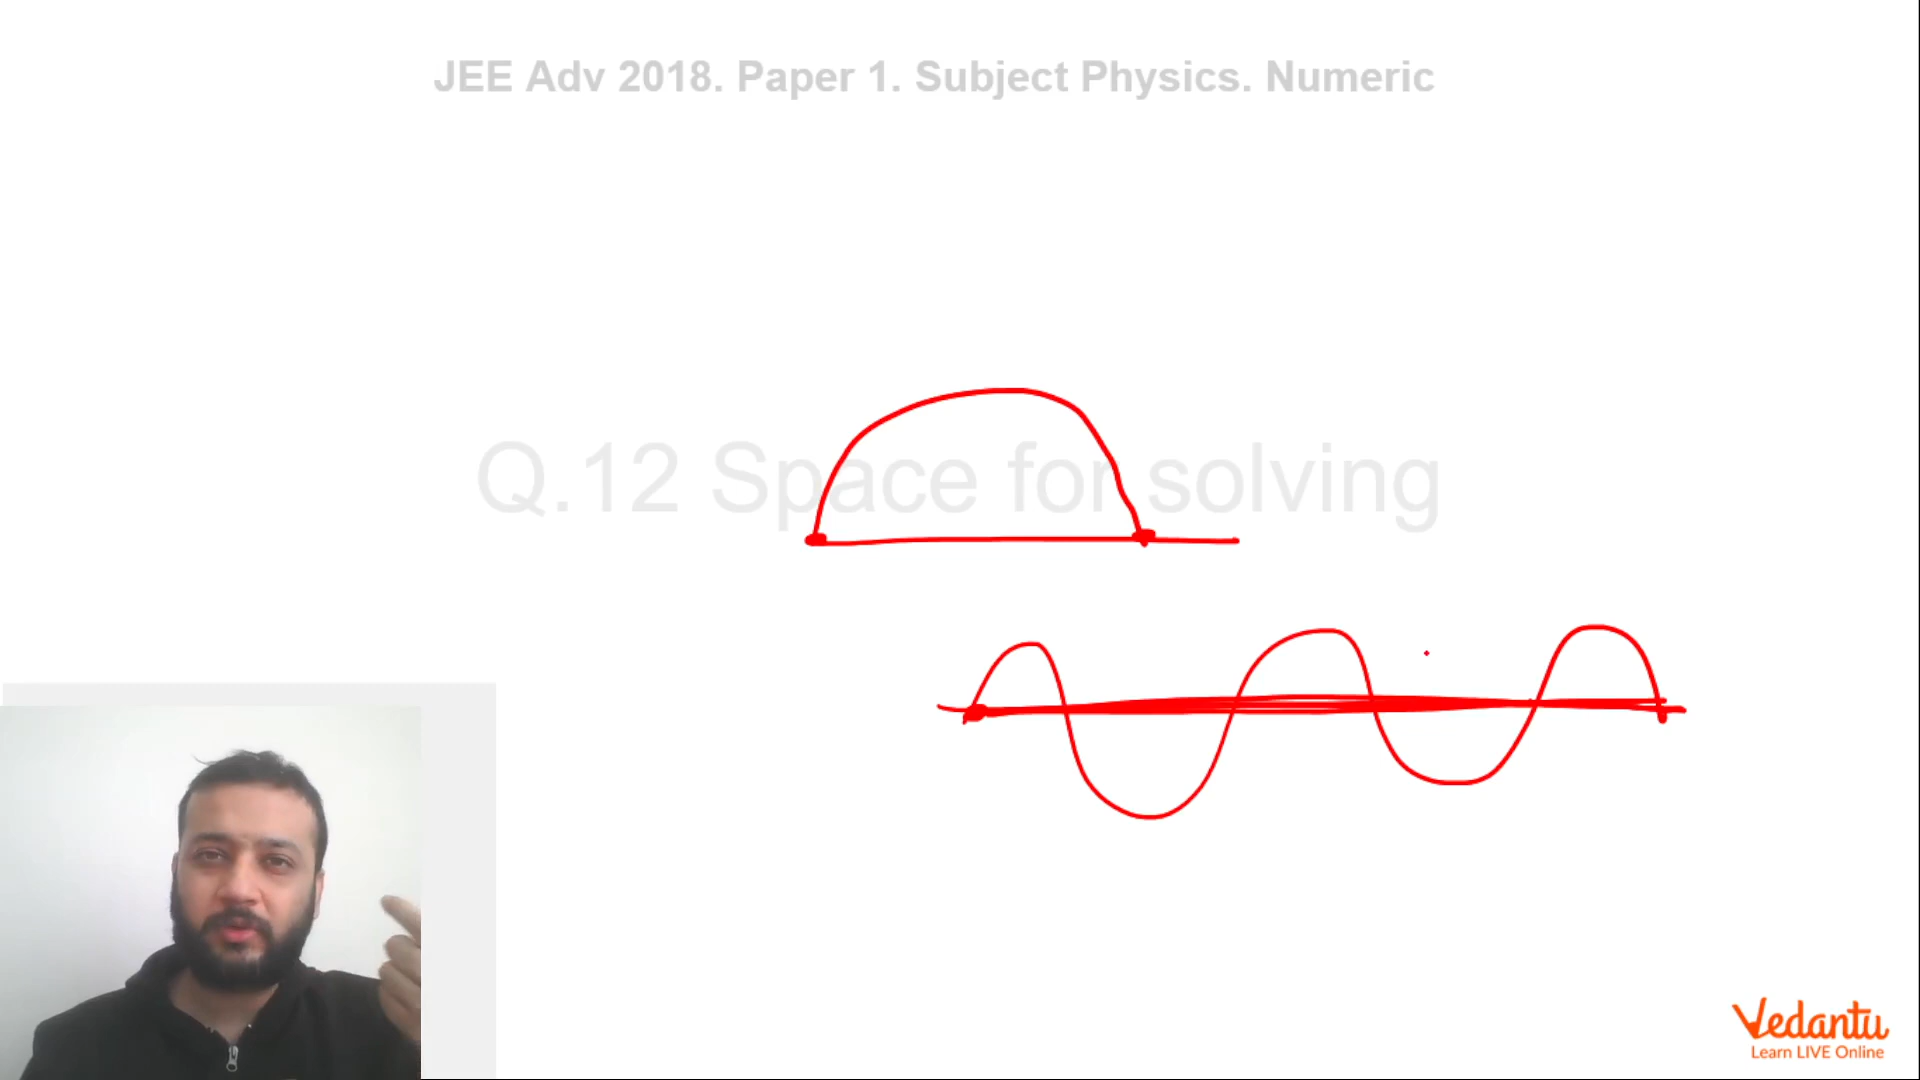 JEE Adv 2018. Paper 1. Subject Physics. Numeric
Q.12 Space for solving
Vedantu
Learn LIVE Online